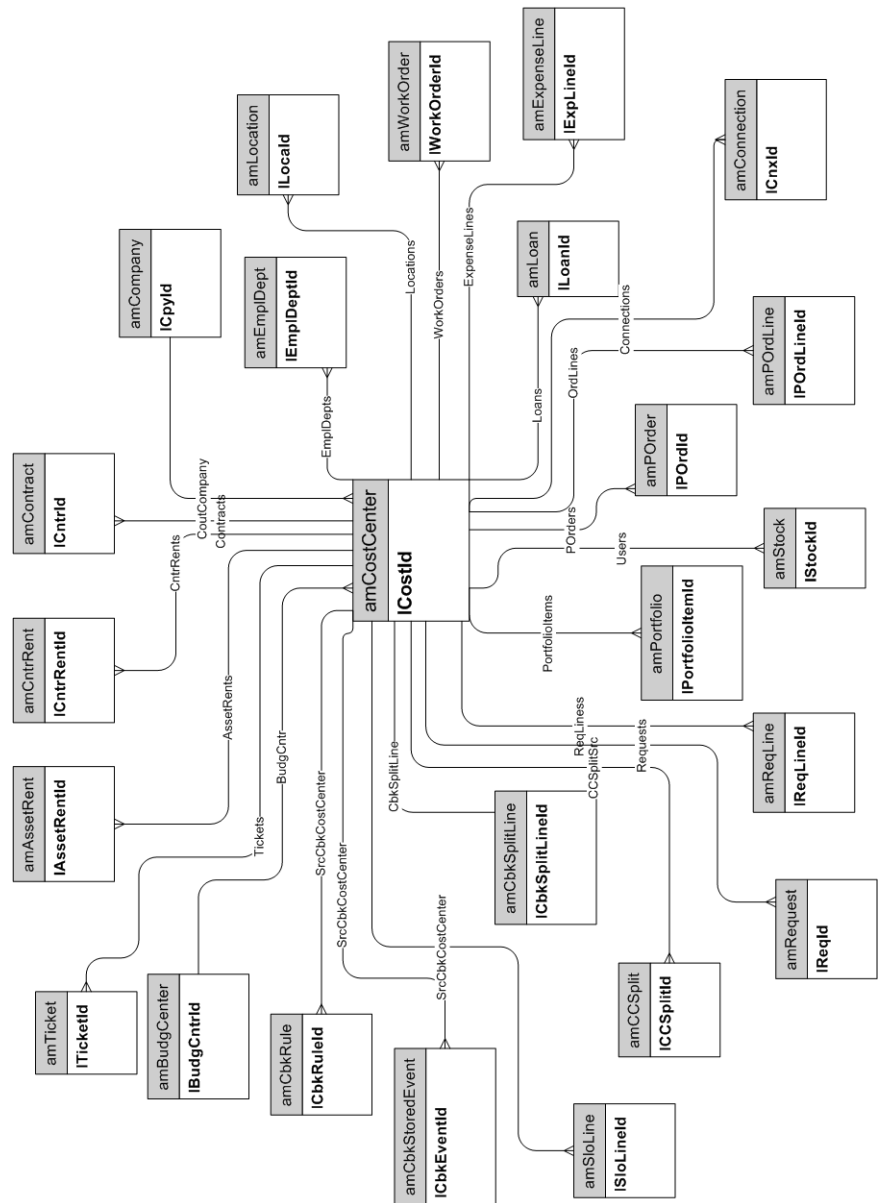 amTicket
lTicketId
amAssetRent
lAssetRentId
amCntrRent
lCntrRentId
amContract
lCntrId
amCompany
lCpyId
amBudgCenter
lBudgCntrId
amLocation
lLocaId
amEmplDept
lEmplDeptId
amCbkRule
lCbkRuleId
CntrRents
CoutCompany
Contracts
AssetRents
Tickets
BudgCntr
SrcCbkCostCenter
SrcCbkCostCenter
EmplDepts
amCostCenter
lCostId
Locations
amWorkOrder
lWorkOrderId
WorkOrders
amCbkStoredEvent
lCbkEventId
SrcCbkCostCenter
CbkSplitLine
ExpenseLines
amExpenseLine
lExpLineId
amCbkSplitLine
lCbkSplitLineId
Loans
amLoan
lLoanId
PortfolioItems
POrders
OrdLines
CCSplitSrc
ReqLiness
Users
Connections
Requests
amSloLine
lSloLineId
amCCSplit
lCCSplitId
amPortfolio
lPortfolioItemId
amPOrder
lPOrdId
amRequest
lReqId
amReqLine
lReqLineId
amStock
lStockId
amPOrdLine
lPOrdLineId
amConnection
lCnxId